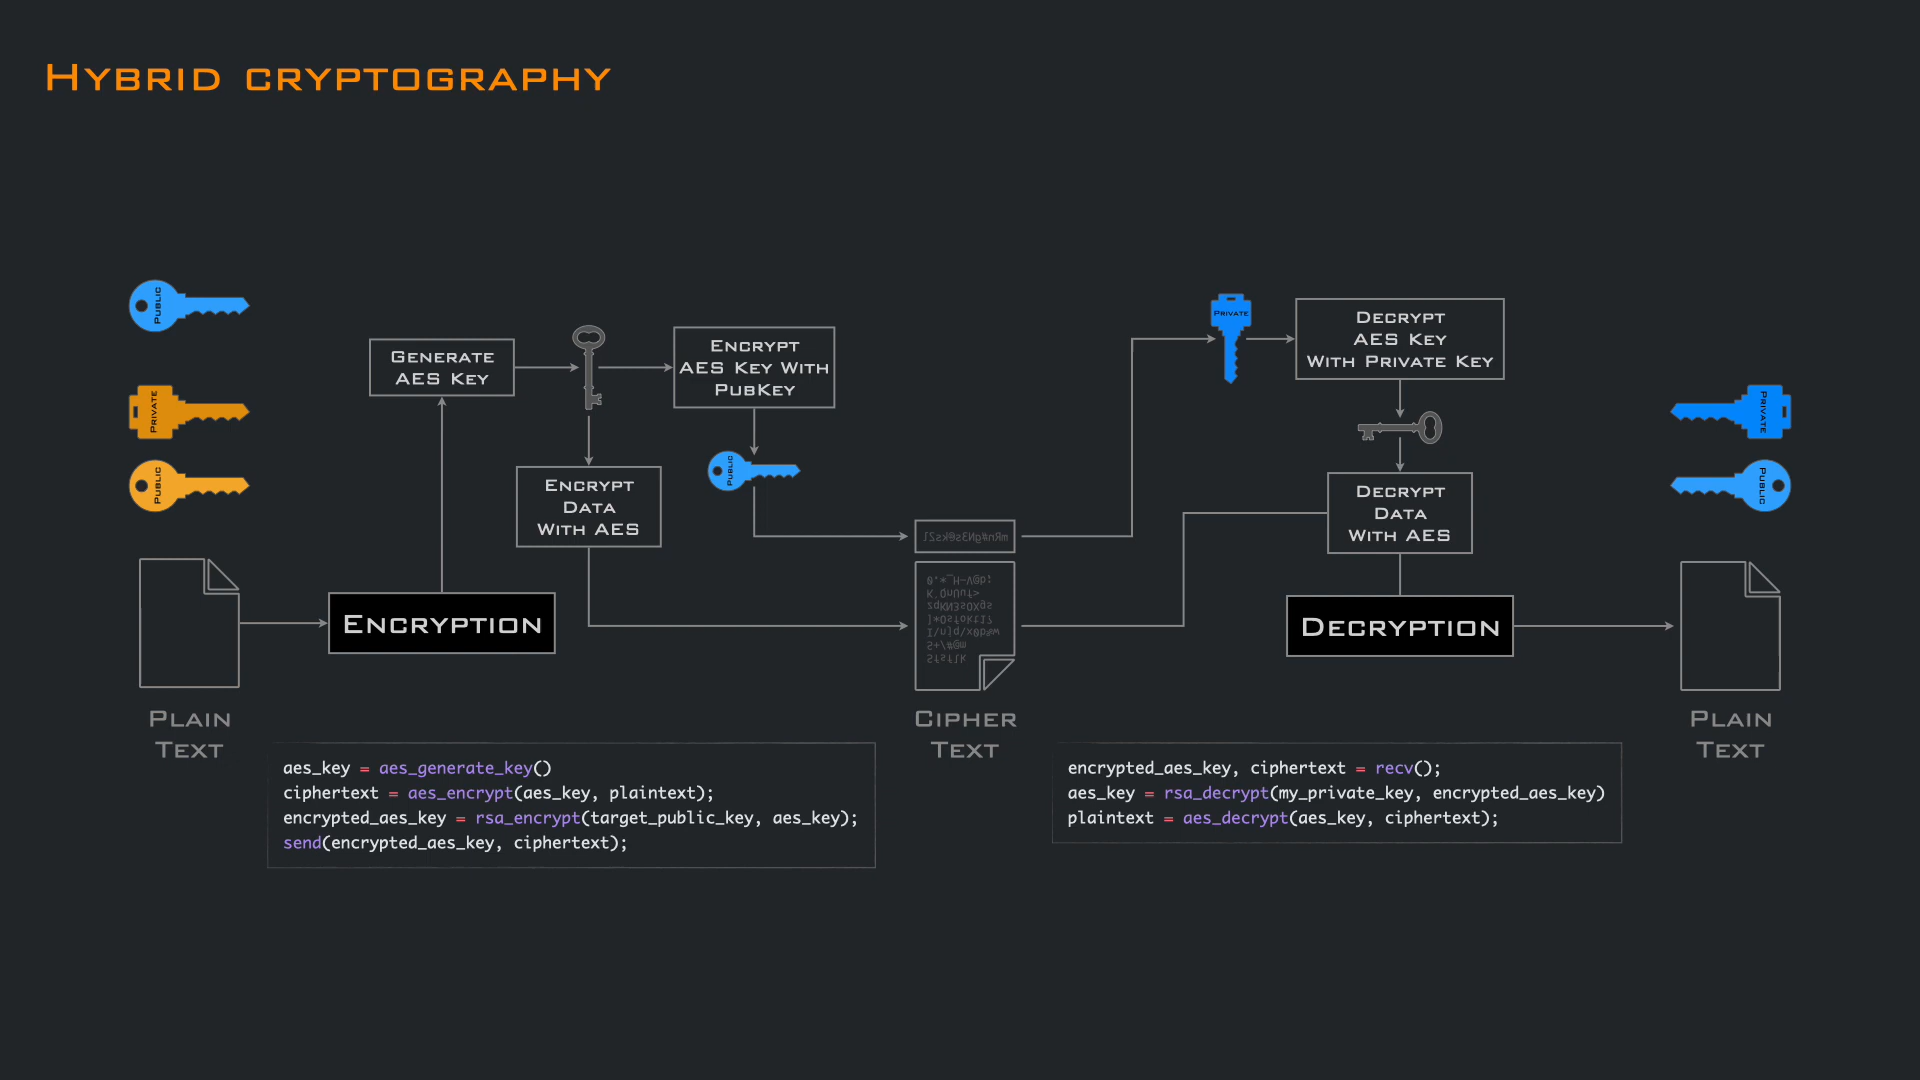 Hybrid cryptography
Public
Private
Public
Plain
Text
Encryption
Generate
AES Key
Encrypt
AES Key With
PubKey
Encrypt
Data
With AES
Public
Cipher
Text
Private
Decrypt
AES Key
With Private Key
Decrypt
Data
With AES
Decryption
Private
Public
Plain
Text
aes_key = aes_generate_key()
ciphertext = aes_encrypt(aes_key, plaintext);
encrypted_aes_key = rsa_encrypt(target_public_key, aes_key);
send(encrypted_aes_key, ciphertext);
encrypted_aes_key, ciphertext = recv();
aes_key = rsa_decrypt(my_private_key, encrypted_aes_key)
plaintext = aes_decrypt(aes_key, ciphertext);